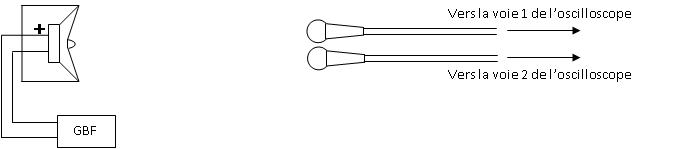 Vers la voie 1 de l'oscilloscope
+
Vers la voie 2 de l'oscilloscope
GBF